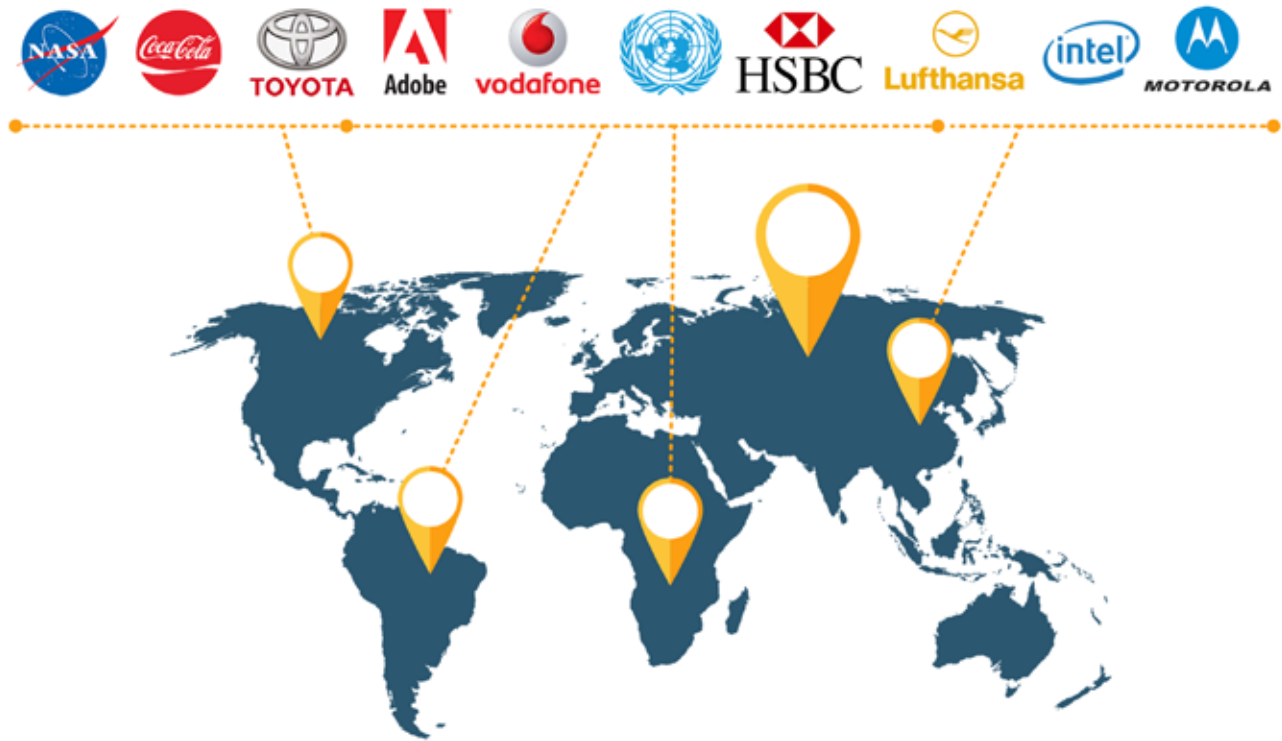 NASA
Coca-Cola
TOYOTA
Adobe
vodafone
HSBC
Lufthansa
intel
MOTOROLA